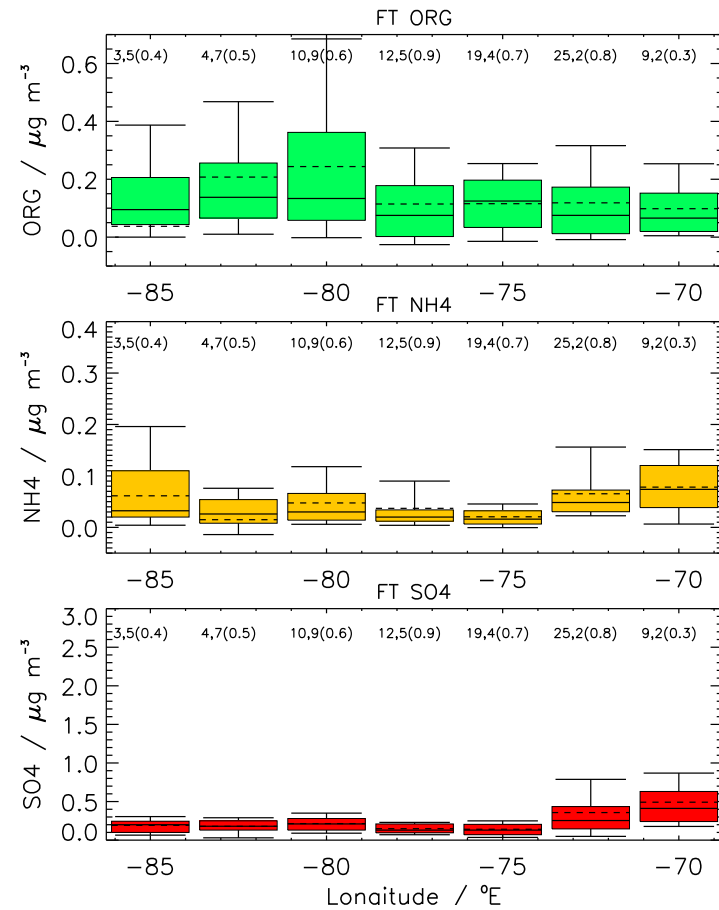 FT ORG
3,5(0.4) 4,7(0.5) 10,9(0.6) 12,5(0.9) 19,4(0.7) 25,2(0.8) 9,2(0.3)
0.6
0.4
0.2
0.0
ORG / μg m⁻³
−85 −80 −75 −70
FT NH4
3,5(0.4) 4,7(0.5) 10,9(0.6) 12,5(0.9) 19,4(0.7) 25,2(0.8) 9,2(0.3)
0.4
0.3
0.2
0.1
0.0
NH4 / μg m⁻³
−85 −80 −75 −70
FT SO4
3,5(0.4) 4,7(0.5) 10,9(0.6) 12,5(0.9) 19,4(0.7) 25,2(0.8) 9,2(0.3)
3.0
2.5
2.0
1.5
1.0
0.5
0.0
SO4 / μg m⁻³
−85 −80 −75 −70
Longitude / °E